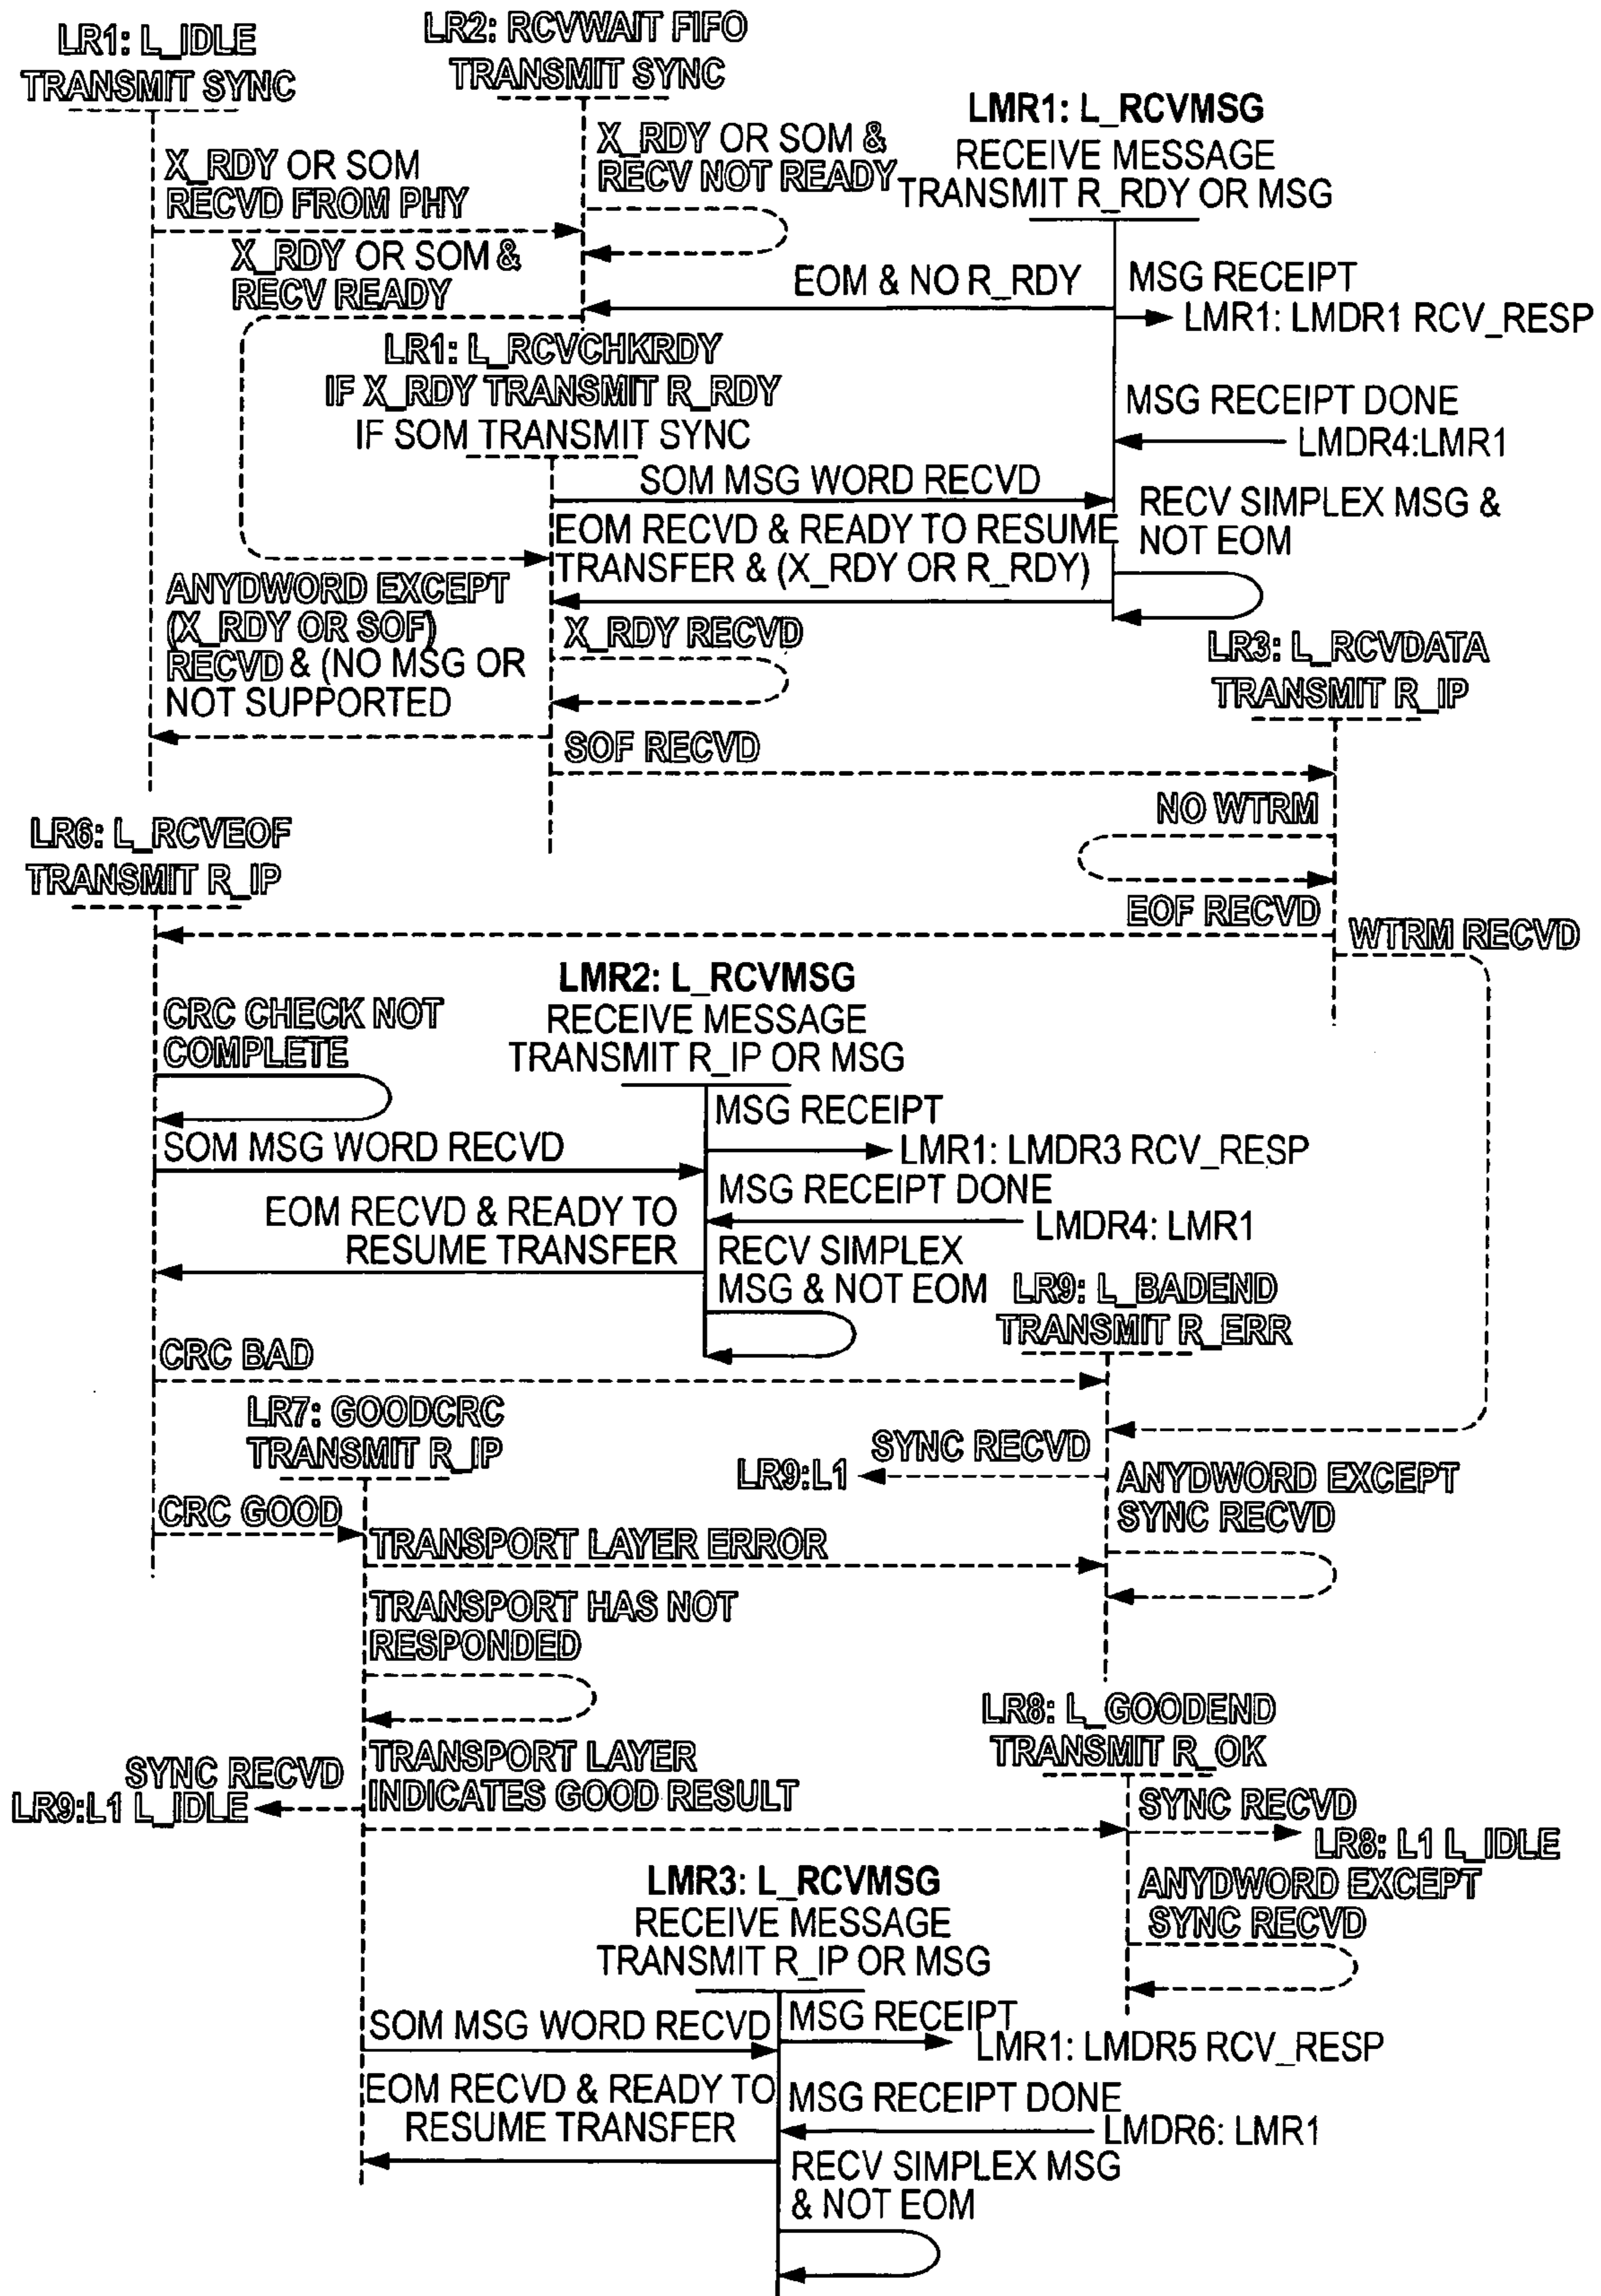 LR1: L_IDLE
TRANSMIT SYNC
LR2: RCVWAIT FIFO
TRANSMIT SYNC
LMR1: L_RCVMSG
RECEIVE MESSAGE
TRANSMIT R_RDY OR MSG
X_RDY OR SOM
RECVD FROM PHY
X_RDY OR SOM &
RECV NOT READY
X_RDY OR SOM &
RECV READY
EOM & NO R_RDY
MSG RECEIPT
LMR1: LMDR1 RCV_RESP
LR1: L_RCVCHKRDY
IF X_RDY TRANSMIT R_RDY
IF SOM TRANSMIT SYNC
MSG RECEIPT DONE
LMDR4:LMR1
SOM MSG WORD RECVD
RECV SIMPLEX MSG &
NOT EOM
EOM RECVD & READY TO RESUME
TRANSFER & (X_RDY OR R_RDY)
ANYDWORD EXCEPT
(X_RDY OR SOF)
RECVD & (NO MSG OR
NOT SUPPORTED
X_RDY RECVD
LR3: L_RCVDATA
TRANSMIT R_IP
SOF RECVD
NO WTRM
LR6: L_RCVEOF
TRANSMIT R_IP
EOF RECVD
WTRM RECVD
LMR2: L_RCVMSG
RECEIVE MESSAGE
TRANSMIT R_IP OR MSG
CRC CHECK NOT
COMPLETE
MSG RECEIPT
LMR1: LMDR3 RCV_RESP
SOM MSG WORD RECVD
MSG RECEIPT DONE
LMDR4: LMR1
EOM RECVD & READY TO
RESUME TRANSFER
RECV SIMPLEX
MSG & NOT EOM
LR9: L_BADEND
TRANSMIT R_ERR
CRC BAD
LR7: GOODCRC
TRANSMIT R_IP
SYNC RECVD
LR9:L1
ANYDWORD EXCEPT
SYNC RECVD
CRC GOOD
TRANSPORT LAYER ERROR
TRANSPORT HAS NOT
RESPONDED
LR8: L_GOODEND
TRANSMIT R_OK
SYNC RECVD
LR9:L1 L_IDLE
TRANSPORT LAYER
INDICATES GOOD RESULT
SYNC RECVD
LR8: L1 L_IDLE
ANYDWORD EXCEPT
SYNC RECVD
LMR3: L_RCVMSG
RECEIVE MESSAGE
TRANSMIT R_IP OR MSG
SOM MSG WORD RECVD
MSG RECEIPT
LMR1: LMDR5 RCV_RESP
EOM RECVD & READY TO
RESUME TRANSFER
MSG RECEIPT DONE
LMDR6: LMR1
RECV SIMPLEX MSG
& NOT EOM